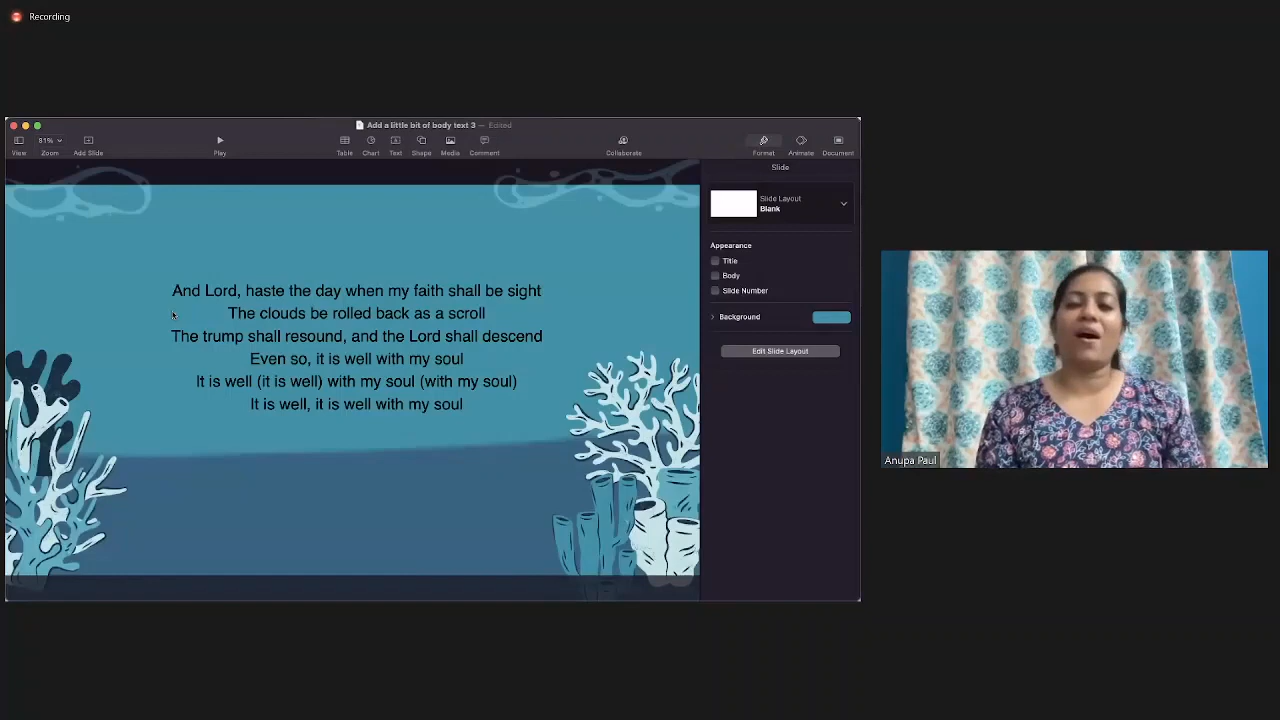 Recording
Add a little bit of body text 3 — Edited
81%
View Zoom Add Slide Play Table Chart Text Shape Media Comment Collaborate Format Animate Document
Slide
Slide Layout
Blank
Appearance
Title
Body
Slide Number
Background
Edit Slide Layout
And Lord, haste the day when my faith shall be sight
The clouds be rolled back as a scroll
The trump shall resound, and the Lord shall descend
Even so, it is well with my soul
It is well (it is well) with my soul (with my soul)
It is well, it is well with my soul
Anupa Paul